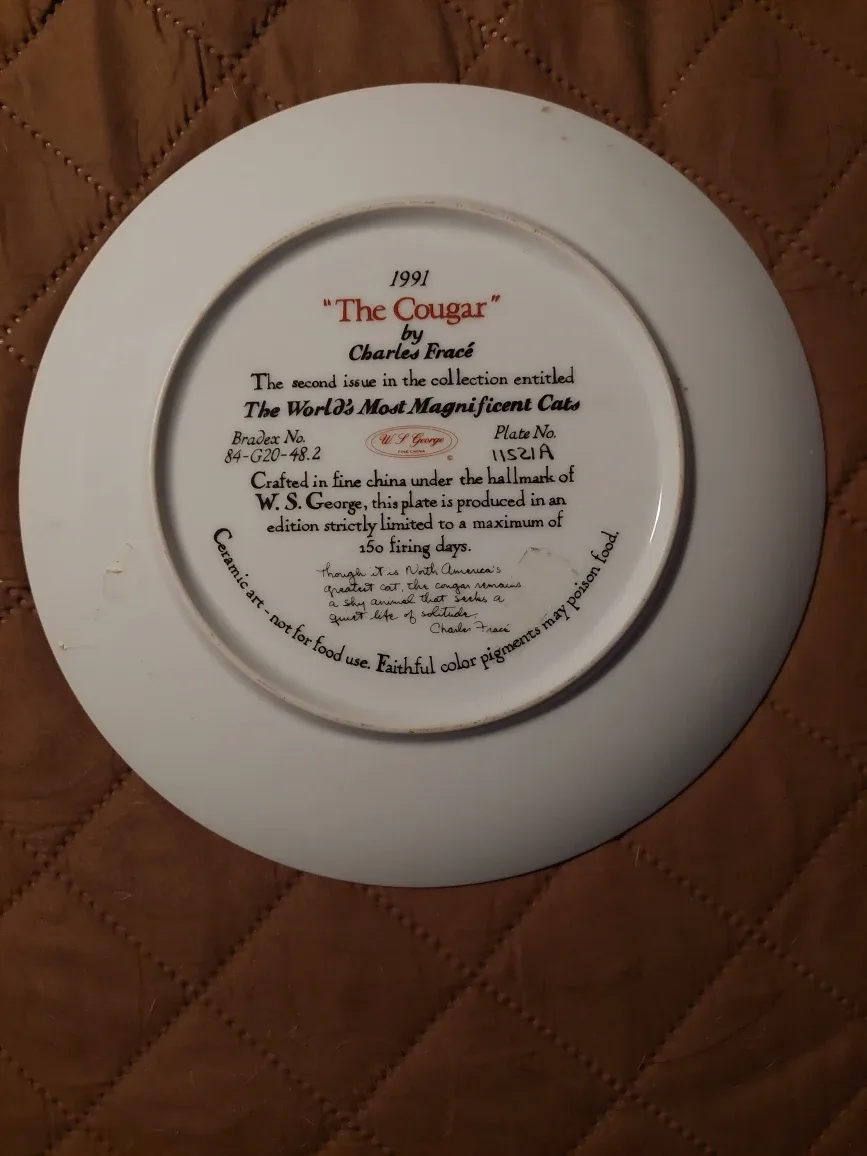 1991
"The Cougar"
by
Charles Fracé
The second issue in the collection entitled
The World's Most Magnificent Cats
Bradex No.
84-G20-48.2
W. S. George
FINE CHINA
©
Plate No.
11521A
Crafted in fine china under the hallmark of
W. S. George, this plate is produced in an
edition strictly limited to a maximum of
150 firing days.
Though it is North America's
greatest cat, the cougar remains
a shy animal that seeks a
quiet life of solitude.
Charles Fracé
Ceramic art - not for food use. Faithful color pigments may poison food.